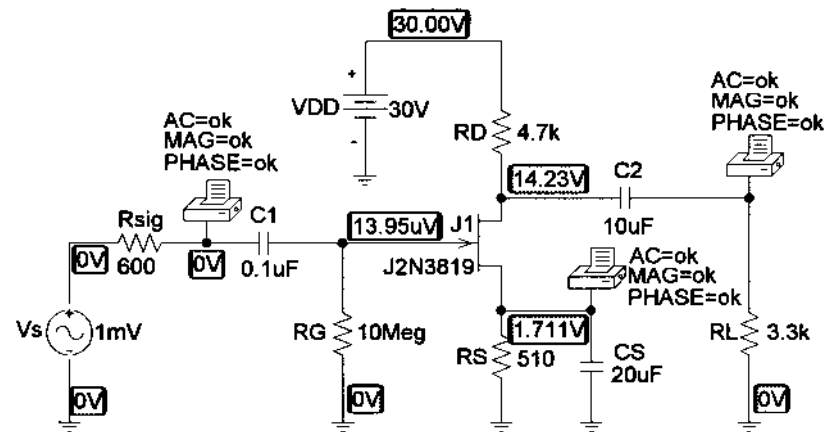 30.00V
+
VDD
30V
-
RD
4.7k
AC=ok
MAG=ok
PHASE=ok
AC=ok
MAG=ok
PHASE=ok
14.23V
C2
10uF
Rsig
600
0V
0V
C1
0.1uF
13.95uV
J1
J2N3819
AC=ok
MAG=ok
PHASE=ok
Vs
+
-
1mV
RG
10Meg
1.711V
RS
510
CS
20uF
RL
3.3k
0V
0V